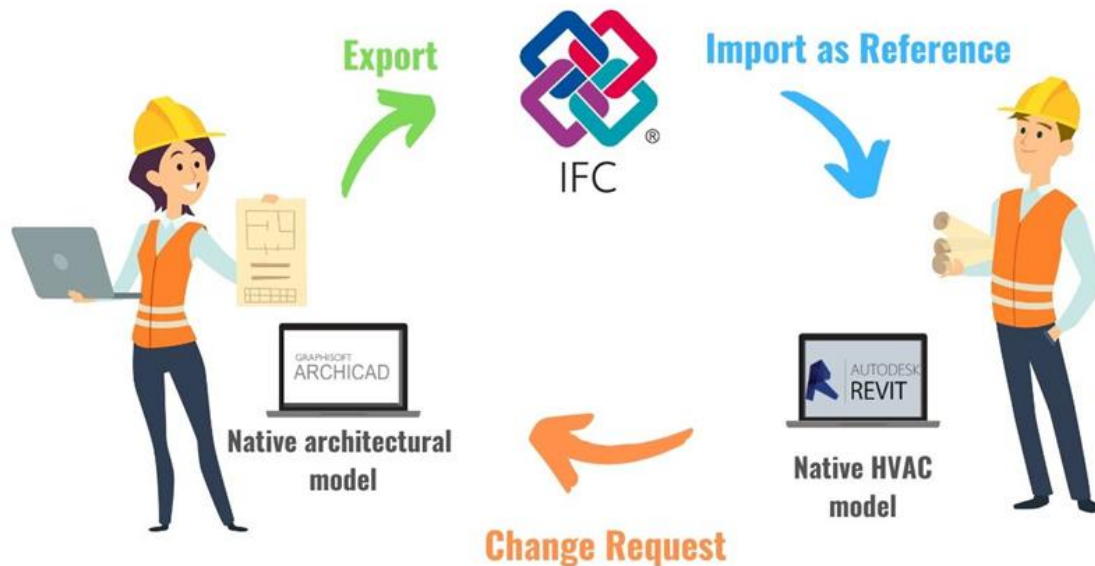 Export
Import as Reference
®
IFC
GRAPHISOFT
ARCHICAD
AUTODESK
REVIT
Native architectural
model
Native HVAC
model
Change Request